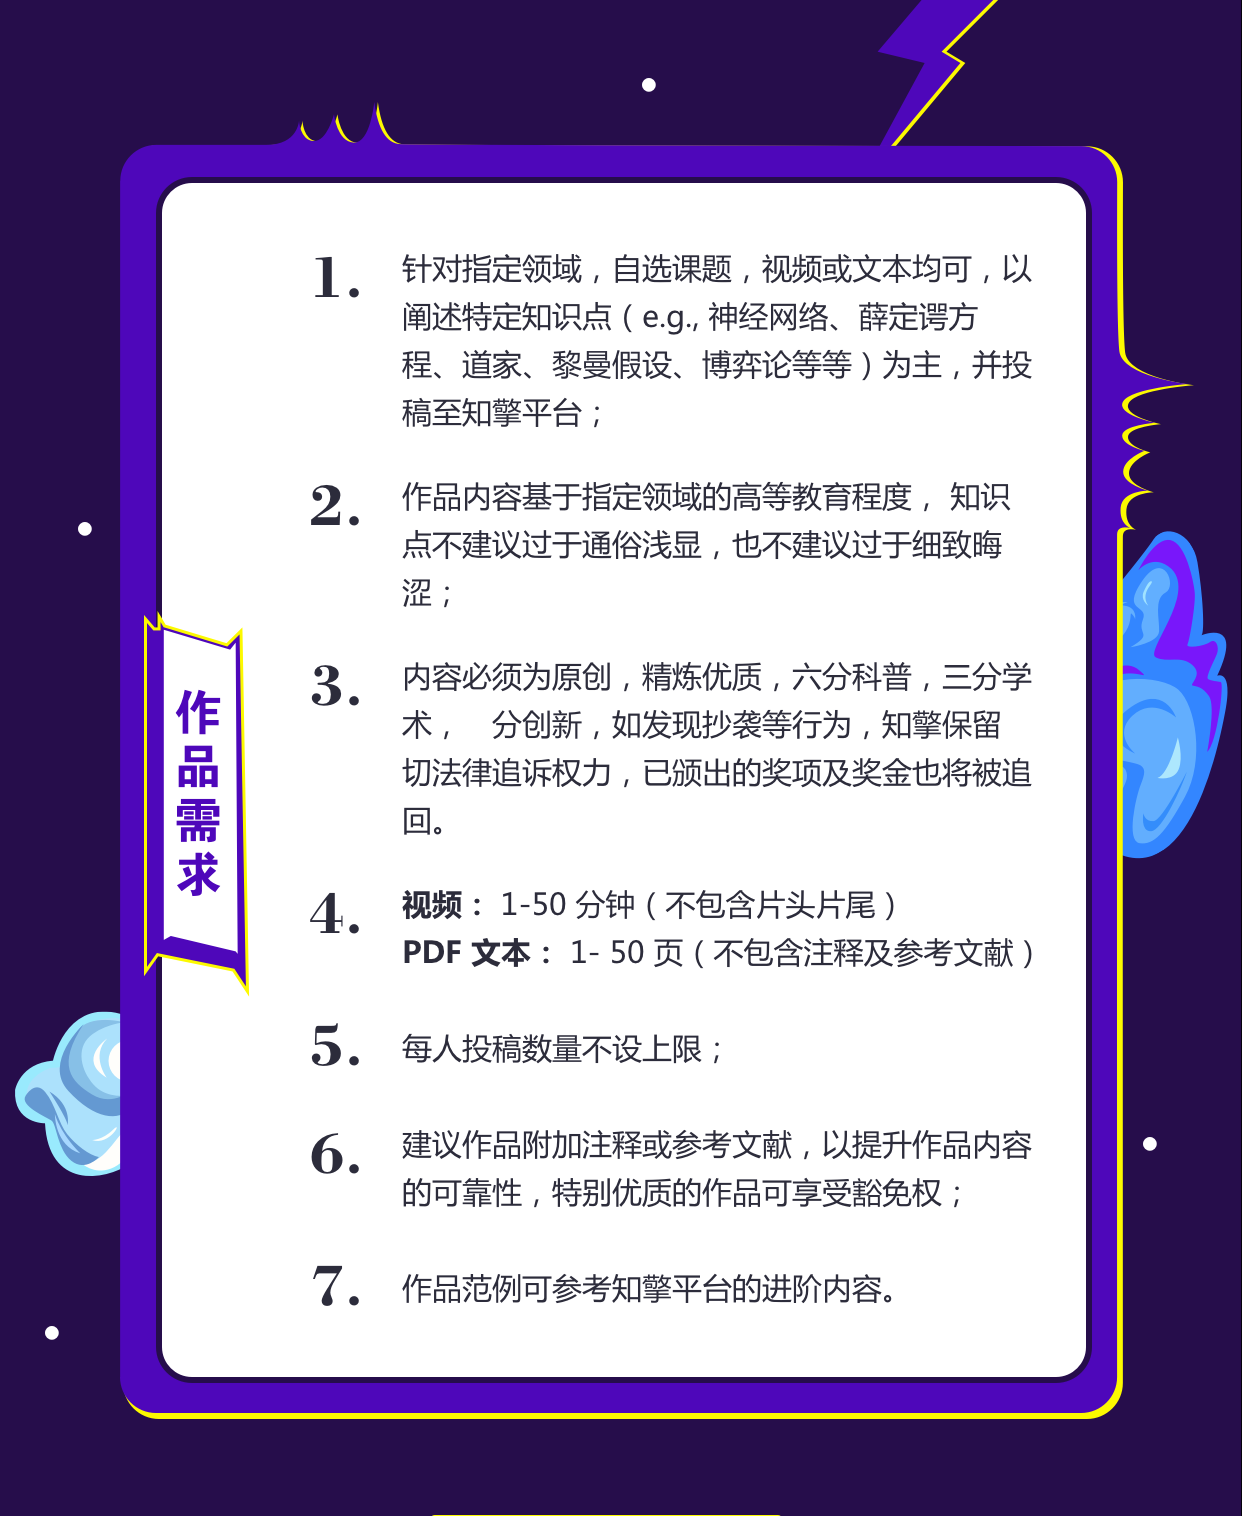 作品需求
1. 针对指定领域，自选课题，视频或文本均可，以
阐述特定知识点（e.g., 神经网络、薛定谔方
程、道家、黎曼假设、博弈论等等）为主，并投
稿至知擎平台；
2. 作品内容基于指定领域的高等教育程度， 知识
点不建议过于通俗浅显，也不建议过于细致晦
涩；
3. 内容必须为原创，精炼优质，六分科普，三分学
术，　分创新，如发现抄袭等行为，知擎保留
切法律追诉权力，已颁出的奖项及奖金也将被追
回。
4. 视频： 1-50 分钟（不包含片头片尾）
PDF 文本： 1- 50 页（不包含注释及参考文献）
5. 每人投稿数量不设上限；
6. 建议作品附加注释或参考文献，以提升作品内容
的可靠性，特别优质的作品可享受豁免权；
7. 作品范例可参考知擎平台的进阶内容。